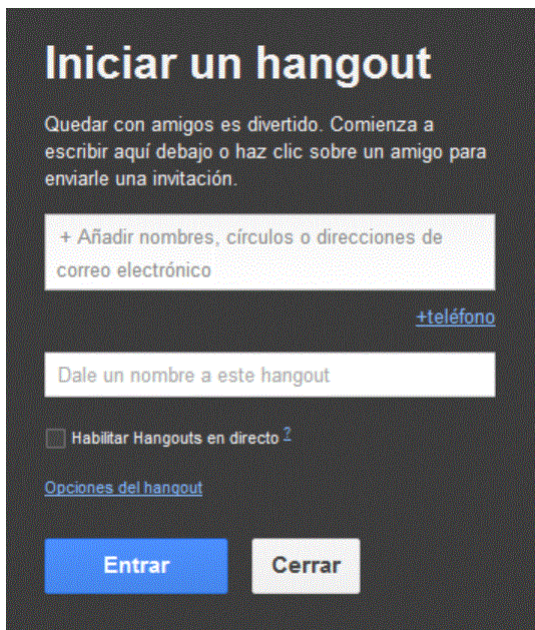 Iniciar un hangout
Quedar con amigos es divertido. Comienza a
escribir aquí debajo o haz clic sobre un amigo para
enviarle una invitación.
+ Añadir nombres, círculos o direcciones de
correo electrónico
+teléfono
Dale un nombre a este hangout
Habilitar Hangouts en directo ?
Opciones del hangout
Entrar Cerrar